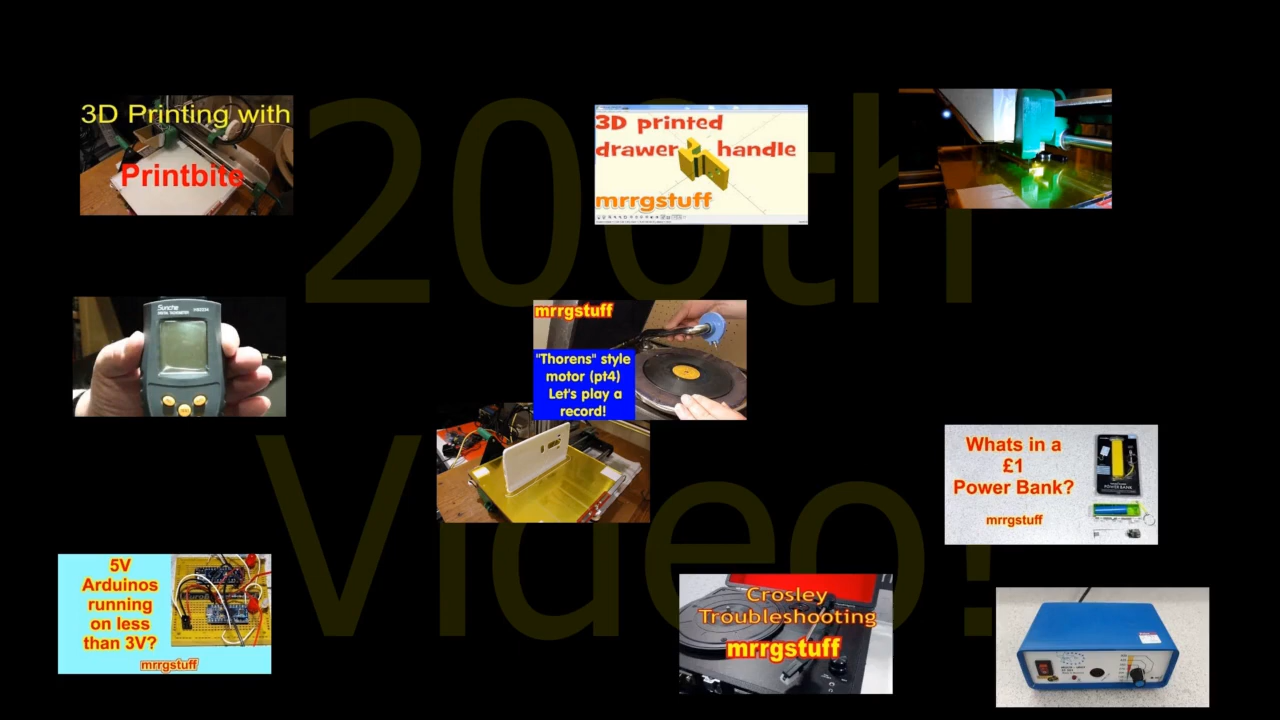 200th
Video!
3D Printing with
Printbite
3D printed
drawer handle
mrrgstuff
mrrgstuff
"Thorens" style
motor (pt4)
Let's play a
record!
Whats in a
£1
Power Bank?
mrrgstuff
5V
Arduinos
running
on less
than 3V?
mrrgstuff
Crosley
Troubleshooting
mrrgstuff